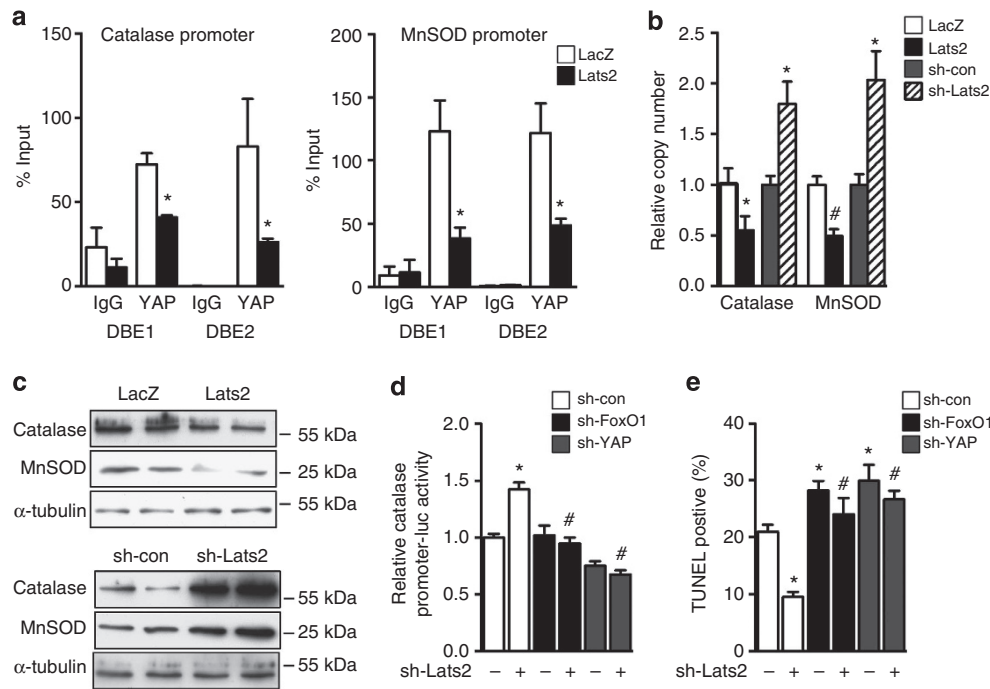 a
Catalase promoter
150
100
50
0
% Input
IgG YAP IgG YAP
DBE1 DBE2
MnSOD promoter
LacZ
Lats2
200
150
100
50
0
% Input
IgG YAP IgG YAP
DBE1 DBE2
* * * *
b
LacZ
Lats2
sh-con
sh-Lats2
2.5
2.0
1.5
1.0
0.5
0.0
Relative copy number
* * # *
Catalase MnSOD
c
LacZ Lats2
Catalase – 55 kDa
MnSOD – 25 kDa
α-tubulin – 55 kDa
sh-con sh-Lats2
Catalase – 55 kDa
MnSOD – 25 kDa
α-tubulin – 55 kDa
d
sh-con
sh-FoxO1
sh-YAP
2.0
1.5
1.0
0.5
0.0
Relative catalase
promoter-luc activity
* # #
sh-Lats2 – + – + – +
e
sh-con
sh-FoxO1
sh-YAP
40
30
20
10
0
TUNEL postive (%)
* * # * #
sh-Lats2 – + – + – +